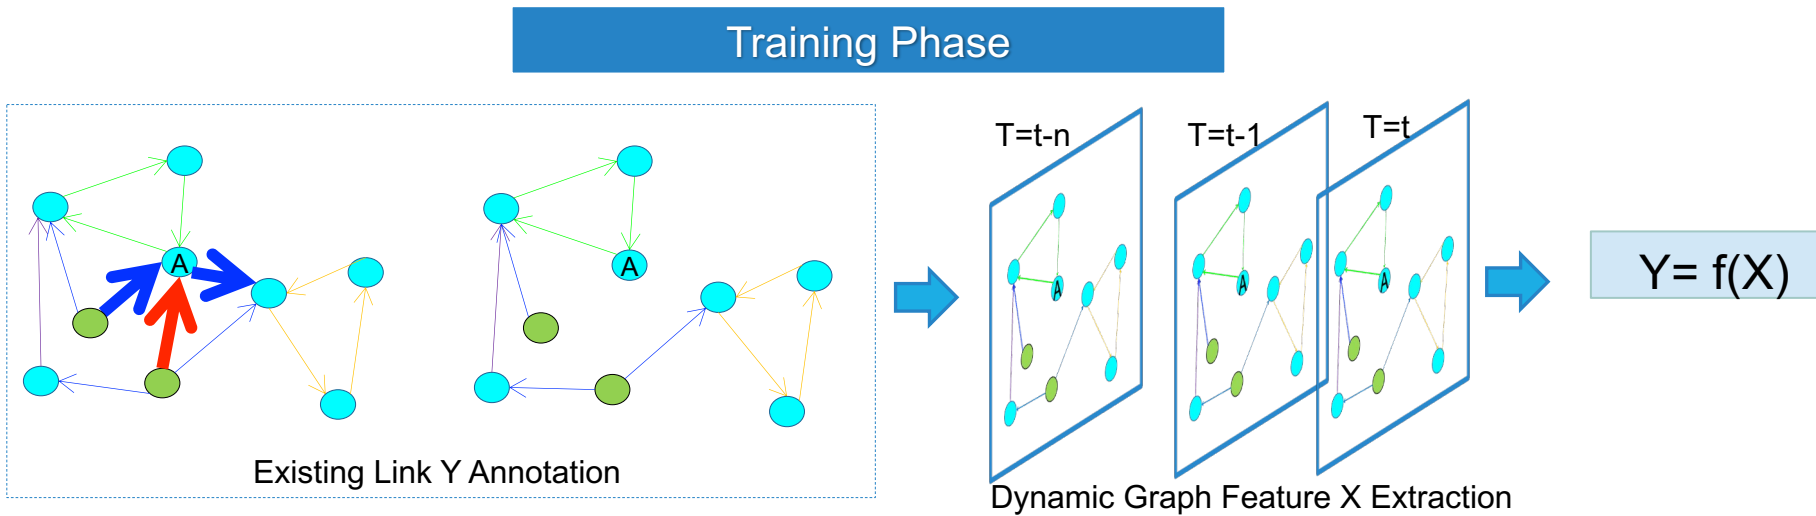 Training Phase
T=t-n
T=t-1
T=t
A
A
A
A
A
Y= f(X)
Existing Link Y Annotation
Dynamic Graph Feature X Extraction